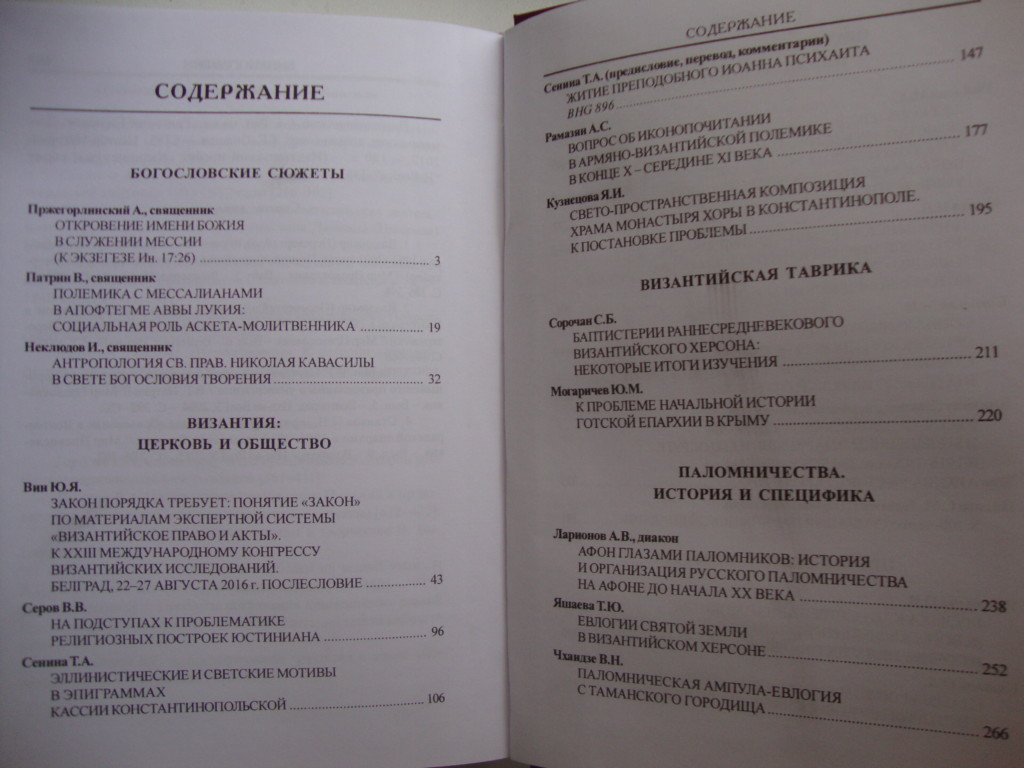 СОДЕРЖАНИЕ
БОГОСЛОВСКИЕ СЮЖЕТЫ
Пржегорлинский А., священник
ОТКРОВЕНИЕ ИМЕНИ БОЖИЯ
В СЛУЖЕНИИ МЕССИИ
(К ЭКЗЕГЕЗЕ Ин. 17:26) 3
Патрин В., священник
ПОЛЕМИКА С МЕССАЛИАНАМИ
В АПОФТЕГМЕ АВВЫ ЛУКИЯ:
СОЦИАЛЬНАЯ РОЛЬ АСКЕТА-МОЛИТВЕННИКА 19
Неклюдов И., священник
АНТРОПОЛОГИЯ СВ. ПРАВ. НИКОЛАЯ КАВАСИЛЫ
В СВЕТЕ БОГОСЛОВИЯ ТВОРЕНИЯ 32
ВИЗАНТИЯ:
ЦЕРКОВЬ И ОБЩЕСТВО
Вин Ю.Я.
ЗАКОН ПОРЯДКА ТРЕБУЕТ: ПОНЯТИЕ «ЗАКОН»
ПО МАТЕРИАЛАМ ЭКСПЕРТНОЙ СИСТЕМЫ
«ВИЗАНТИЙСКОЕ ПРАВО И АКТЫ».
К XXIII МЕЖДУНАРОДНОМУ КОНГРЕССУ
ВИЗАНТИЙСКИХ ИССЛЕДОВАНИЙ.
БЕЛГРАД, 22–27 АВГУСТА 2016 г. ПОСЛЕСЛОВИЕ 43
Серов В.В.
НА ПОДСТУПАХ К ПРОБЛЕМАТИКЕ
РЕЛИГИОЗНЫХ ПОСТРОЕК ЮСТИНИАНА 96
Сенина Т.А.
ЭЛЛИНИСТИЧЕСКИЕ И СВЕТСКИЕ МОТИВЫ
В ЭПИГРАММАХ
КАССИИ КОНСТАНТИНОПОЛЬСКОЙ 106
СОДЕРЖАНИЕ
Сенина Т.А. (предисловие, перевод, комментарии)
ЖИТИЕ ПРЕПОДОБНОГО ИОАННА ПСИХАИТА
BHG 896 147
Рамазян А.С.
ВОПРОС ОБ ИКОНОПОЧИТАНИИ
В АРМЯНО-ВИЗАНТИЙСКОЙ ПОЛЕМИКЕ
В КОНЦЕ X – СЕРЕДИНЕ XI ВЕКА 177
Кузнецова Я.И.
СВЕТО-ПРОСТРАНСТВЕННАЯ КОМПОЗИЦИЯ
ХРАМА МОНАСТЫРЯ ХОРЫ В КОНСТАНТИНОПОЛЕ.
К ПОСТАНОВКЕ ПРОБЛЕМЫ 195
ВИЗАНТИЙСКАЯ ТАВРИКА
Сорочан С.Б.
БАПТИСТЕРИИ РАННЕСРЕДНЕВЕКОВОГО
ВИЗАНТИЙСКОГО ХЕРСОНА:
НЕКОТОРЫЕ ИТОГИ ИЗУЧЕНИЯ 211
Могаричев Ю.М.
К ПРОБЛЕМЕ НАЧАЛЬНОЙ ИСТОРИИ
ГОТСКОЙ ЕПАРХИИ В КРЫМУ 220
ПАЛОМНИЧЕСТВА.
ИСТОРИЯ И СПЕЦИФИКА
Ларионов А.В., диакон
АФОН ГЛАЗАМИ ПАЛОМНИКОВ: ИСТОРИЯ
И ОРГАНИЗАЦИЯ РУССКОГО ПАЛОМНИЧЕСТВА
НА АФОНЕ ДО НАЧАЛА XX ВЕКА 238
Яшаева Т.Ю.
ЕВЛОГИИ СВЯТОЙ ЗЕМЛИ
В ВИЗАНТИЙСКОМ ХЕРСОНЕ 252
Чхаидзе В.Н.
ПАЛОМНИЧЕСКАЯ АМПУЛА-ЕВЛОГИЯ
С ТАМАНСКОГО ГОРОДИЩА 266